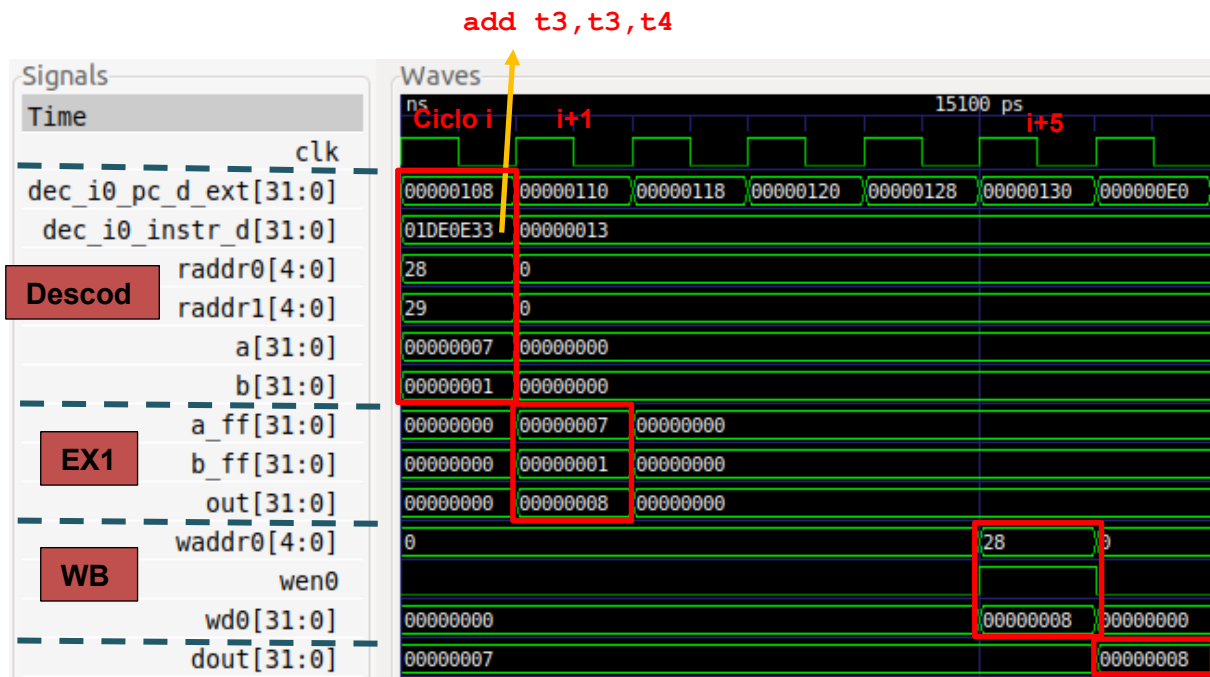 add t3,t3,t4
Signals
Waves
Time
ns
15100 ps
Ciclo i
i+1
i+5
clk
dec_i0_pc_d_ext[31:0] 00000108 00000110 00000118 00000120 00000128 00000130 000000E0
dec_i0_instr_d[31:0] 01DE0E33 00000013
raddr0[4:0] 28 0
Descod
raddr1[4:0] 29 0
a[31:0] 00000007 00000000
b[31:0] 00000001 00000000
a_ff[31:0] 00000000 00000007 00000000
EX1
b_ff[31:0] 00000000 00000001 00000000
out[31:0] 00000000 00000008 00000000
waddr0[4:0] 0 28 0
WB
wen0
wd0[31:0] 00000000 00000008 00000000
dout[31:0] 00000007 00000008